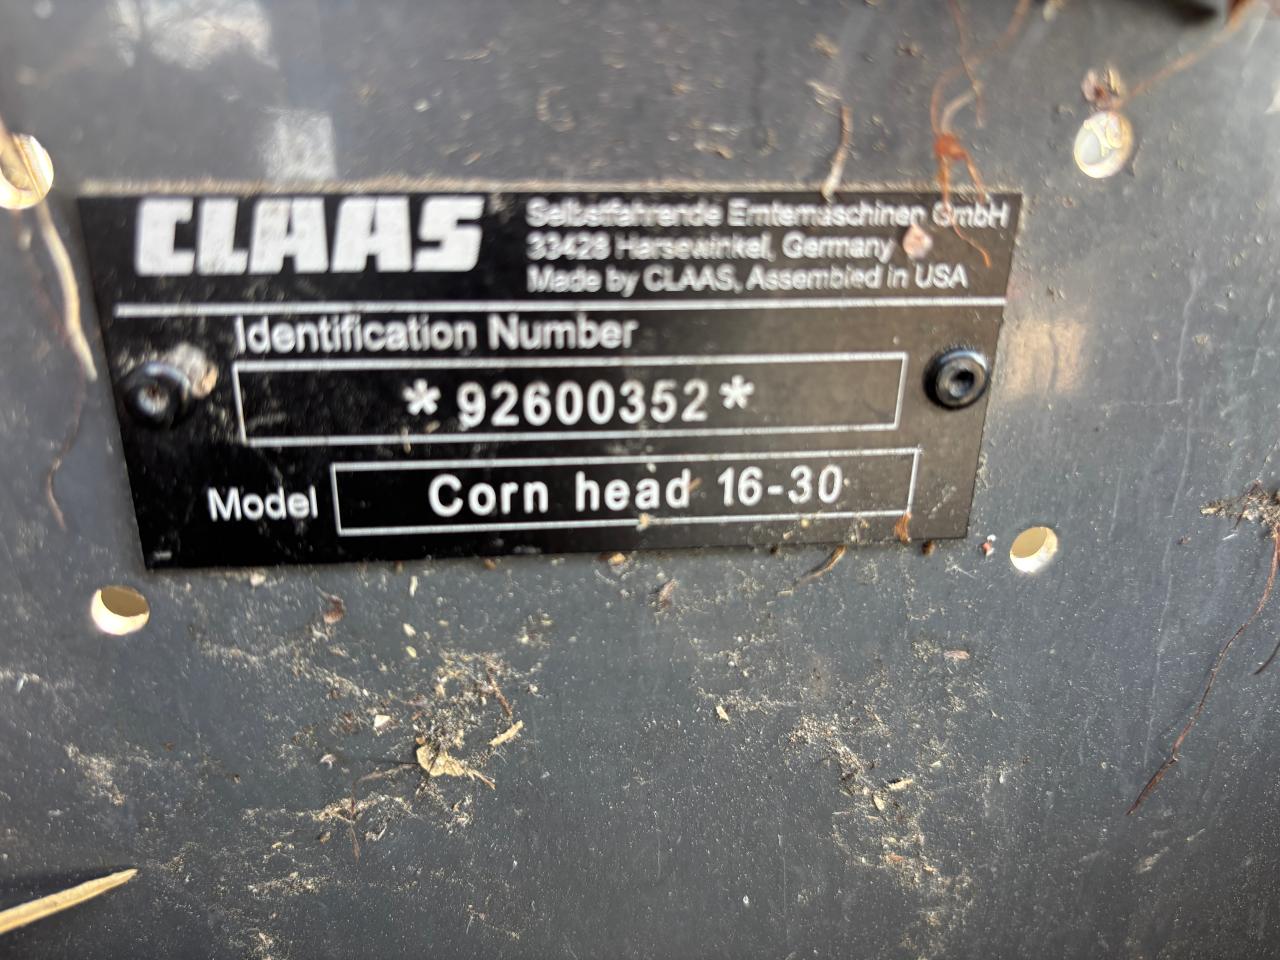 CLAAS
Selbstfahrende Erntemaschinen GmbH
33428 Harsewinkel, Germany
Made by CLAAS, Assembled in USA
Identification Number
*92600352*
Model Corn head 16-30